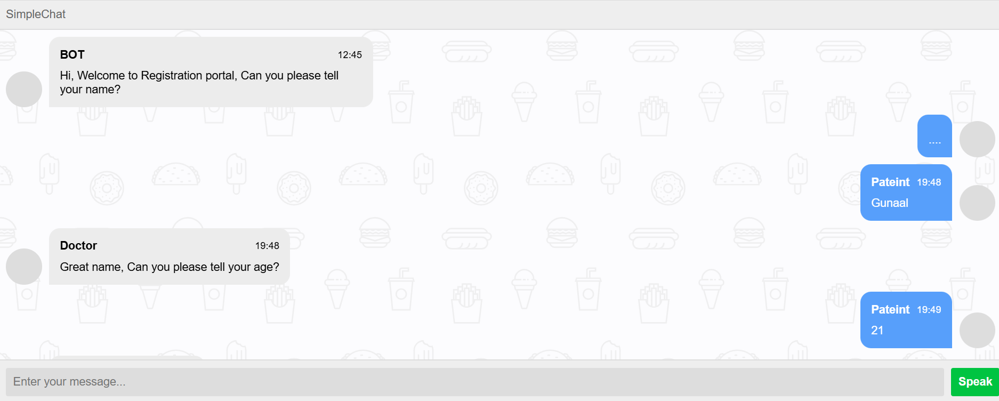 SimpleChat
BOT 12:45
Hi, Welcome to Registration portal, Can you please tell
your name?
....
Pateint 19:48
Gunaal
Doctor 19:48
Great name, Can you please tell your age?
Pateint 19:49
21
Enter your message...
Speak